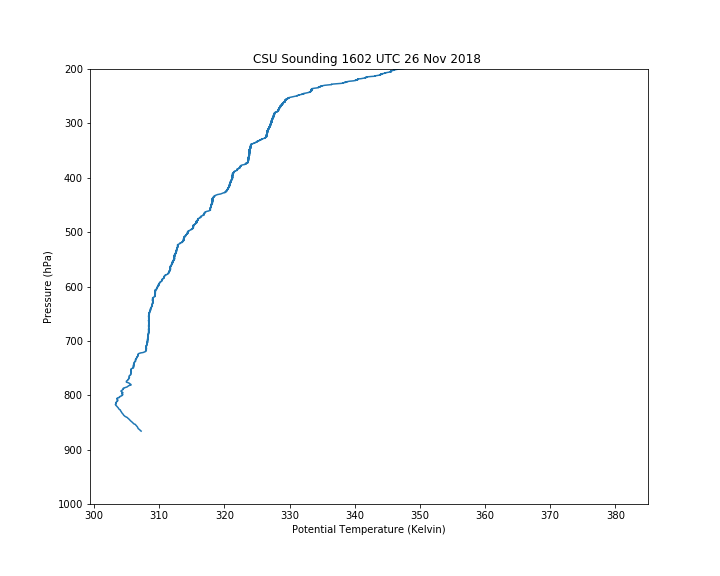 CSU Sounding 1602 UTC 26 Nov 2018
200
300
400
500
600
700
800
900
1000
Pressure (hPa)
300 310 320 330 340 350 360 370 380
Potential Temperature (Kelvin)